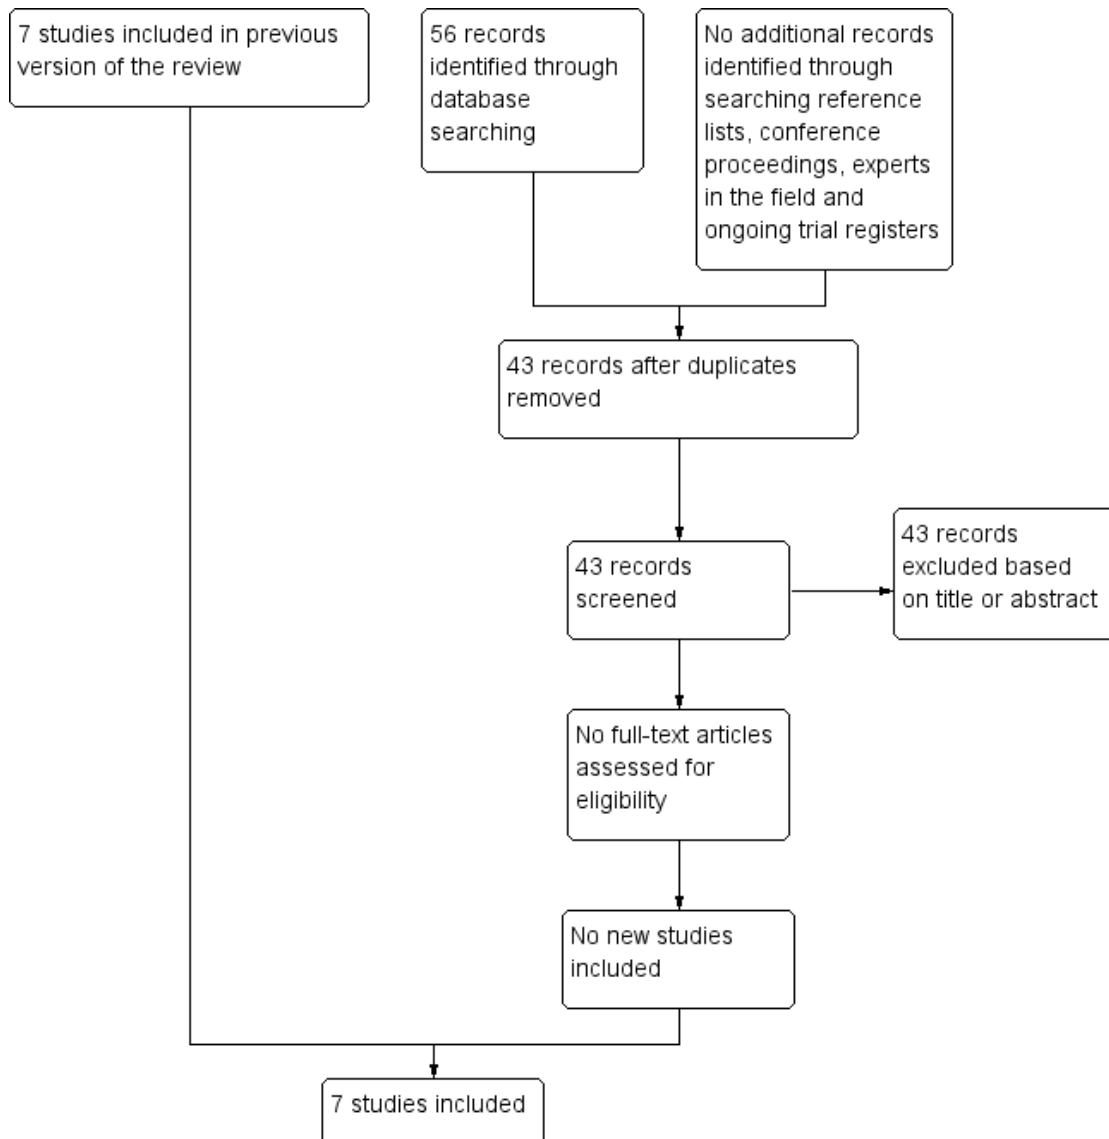 7 studies included in previous
version of the review
56 records
identified through
database
searching
No additional records
identified through
searching reference
lists, conference
proceedings, experts
in the field and
ongoing trial registers
43 records after duplicates
removed
43 records
screened
43 records
excluded based
on title or abstract
No full-text articles
assessed for
eligibility
No new studies
included
7 studies included